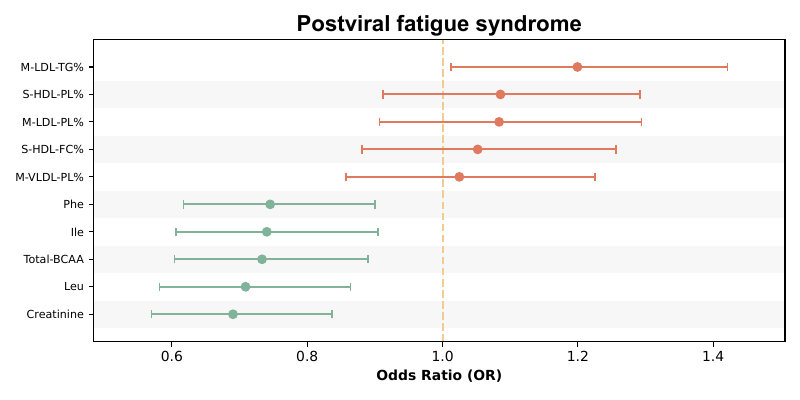 Postviral fatigue syndrome
M-LDL-TG%
S-HDL-PL%
M-LDL-PL%
S-HDL-FC%
M-VLDL-PL%
Phe
Ile
Total-BCAA
Leu
Creatinine
0.6 0.8 1.0 1.2 1.4
Odds Ratio (OR)